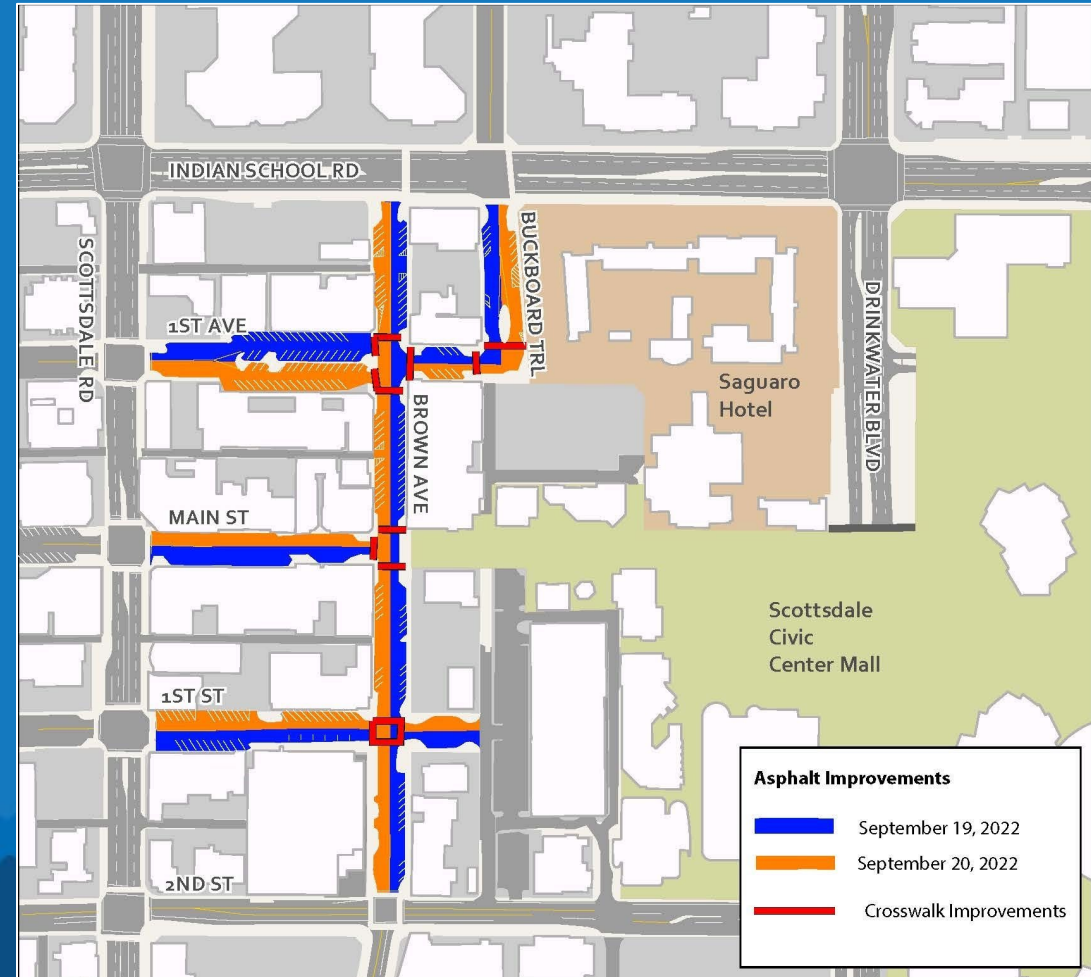 INDIAN SCHOOL RD
SCOTTSDALE RD
BUCKBOARD TRL
DRINKWATER BLVD
1ST AVE
BROWN AVE
Saguaro
Hotel
MAIN ST
Scottsdale
Civic
Center Mall
1ST ST
2ND ST
Asphalt Improvements
September 19, 2022
September 20, 2022
Crosswalk Improvements